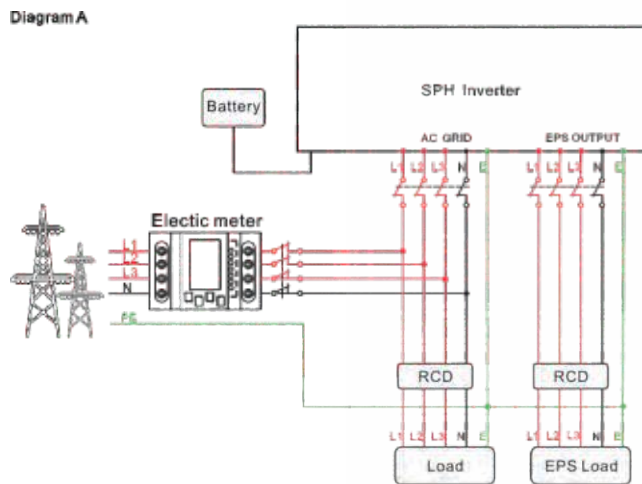 Diagram A
SPH Inverter
Battery
AC GRID
EPS OUTPUT
L1 L2 L3 N E
L1 L2 L3 N E
Electic meter
L1
L2
L3
N
PE
RCD
RCD
L1 L2 L3 N E
L1 L2 L3 N E
Load
EPS Load